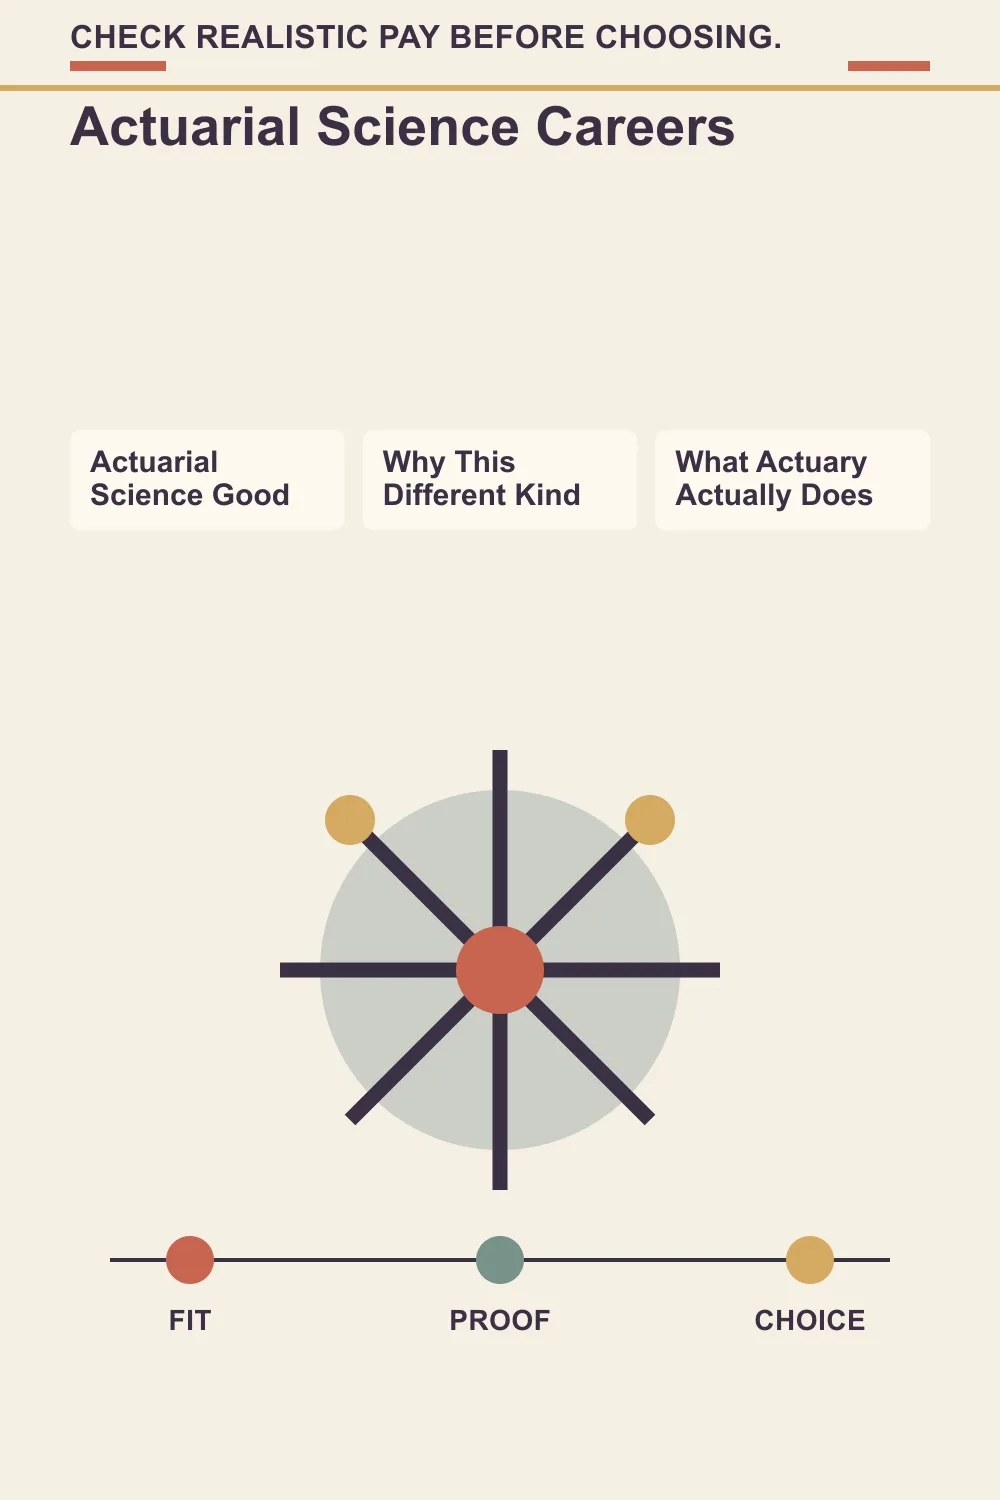 CHECK REALISTIC PAY BEFORE CHOOSING.
Actuarial Science Careers
Actuarial
Science Good
Why This
Different Kind
What Actuary
Actually Does
FIT
PROOF
CHOICE